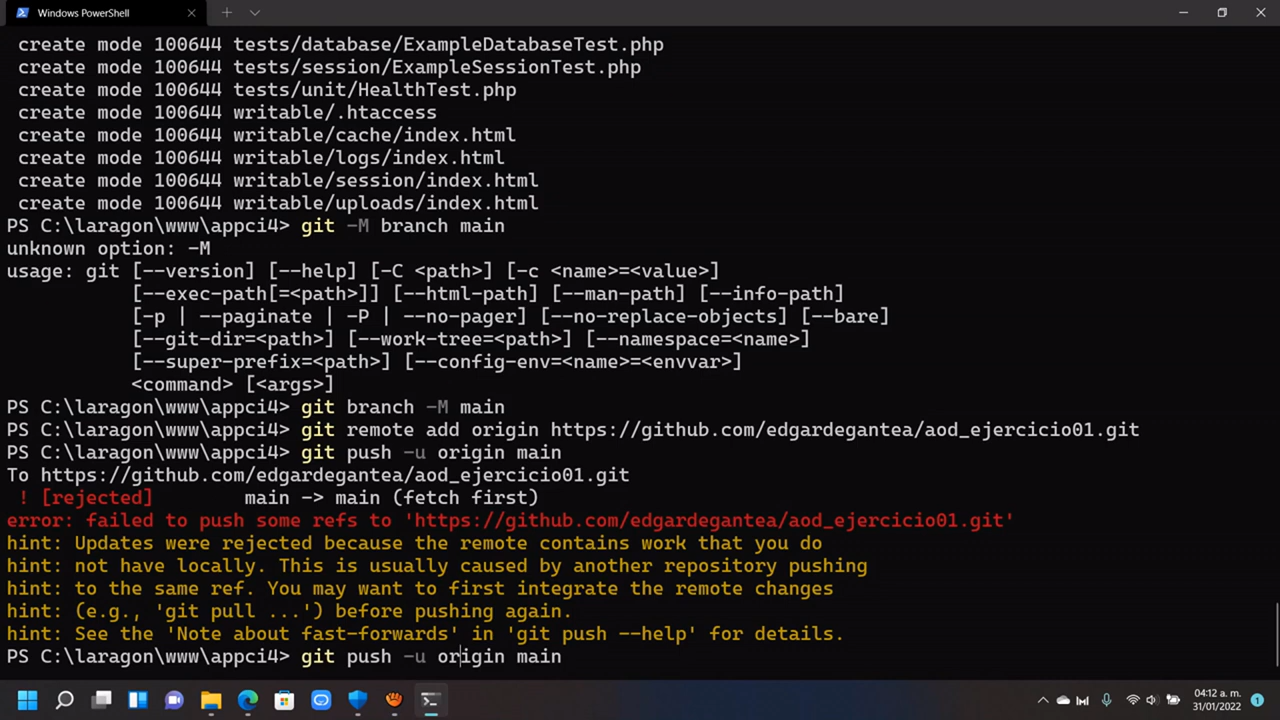 Windows PowerShell
create mode 100644 tests/database/ExampleDatabaseTest.php
create mode 100644 tests/session/ExampleSessionTest.php
create mode 100644 tests/unit/HealthTest.php
create mode 100644 writable/.htaccess
create mode 100644 writable/cache/index.html
create mode 100644 writable/logs/index.html
create mode 100644 writable/session/index.html
create mode 100644 writable/uploads/index.html
PS C:\laragon\www\appci4> git -M branch main
unknown option: -M
usage: git [--version] [--help] [-C <path>] [-c <name>=<value>]
[--exec-path[=<path>]] [--html-path] [--man-path] [--info-path]
[-p | --paginate | -P | --no-pager] [--no-replace-objects] [--bare]
[--git-dir=<path>] [--work-tree=<path>] [--namespace=<name>]
[--super-prefix=<path>] [--config-env=<name>=<envvar>]
<command> [<args>]
PS C:\laragon\www\appci4> git branch -M main
PS C:\laragon\www\appci4> git remote add origin https://github.com/edgardegantea/aod_ejercicio01.git
PS C:\laragon\www\appci4> git push -u origin main
To https://github.com/edgardegantea/aod_ejercicio01.git
! [rejected] main -> main (fetch first)
error: failed to push some refs to 'https://github.com/edgardegantea/aod_ejercicio01.git'
hint: Updates were rejected because the remote contains work that you do
hint: not have locally. This is usually caused by another repository pushing
hint: to the same ref. You may want to first integrate the remote changes
hint: (e.g., 'git pull ...') before pushing again.
hint: See the 'Note about fast-forwards' in 'git push --help' for details.
PS C:\laragon\www\appci4> git push -u origin main
04:12 a. m.
31/01/2022
1